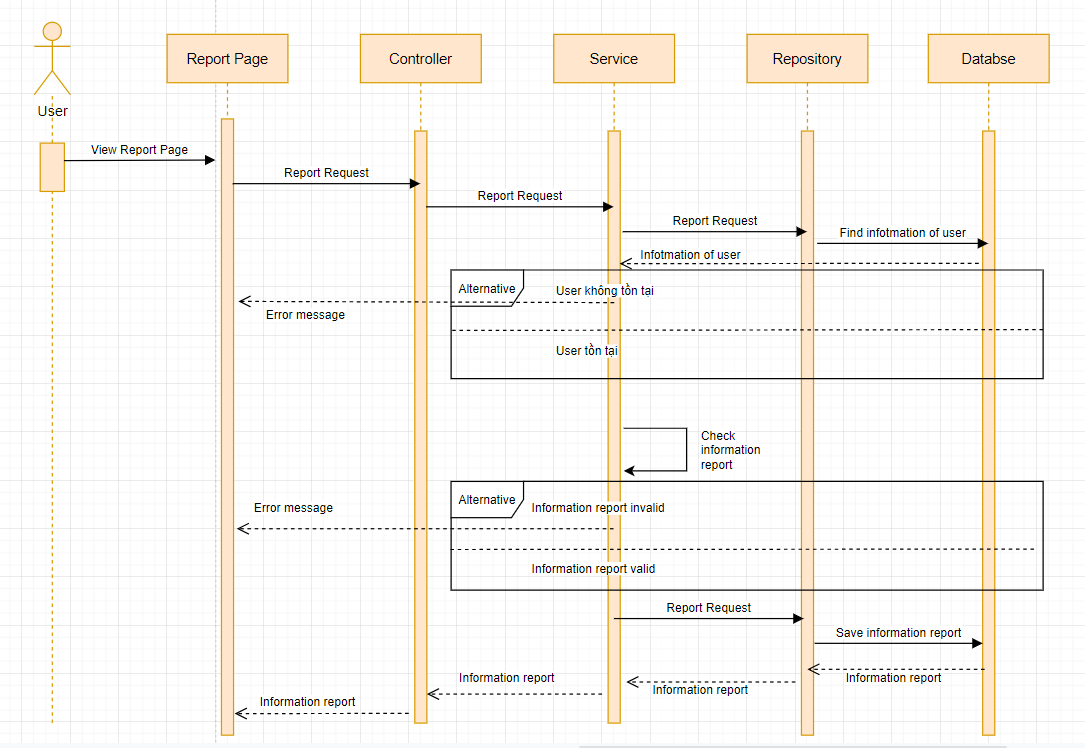 Report Page
Controller
Service
Repository
Databse
User
View Report Page
Report Request
Report Request
Report Request
Find infotmation of user
Infotmation of user
Alternative
User không tồn tại
Error message
User tồn tại
Check
information
report
Alternative
Information report invalid
Error message
Information report valid
Report Request
Save information report
Information report
Information report
Information report
Information report